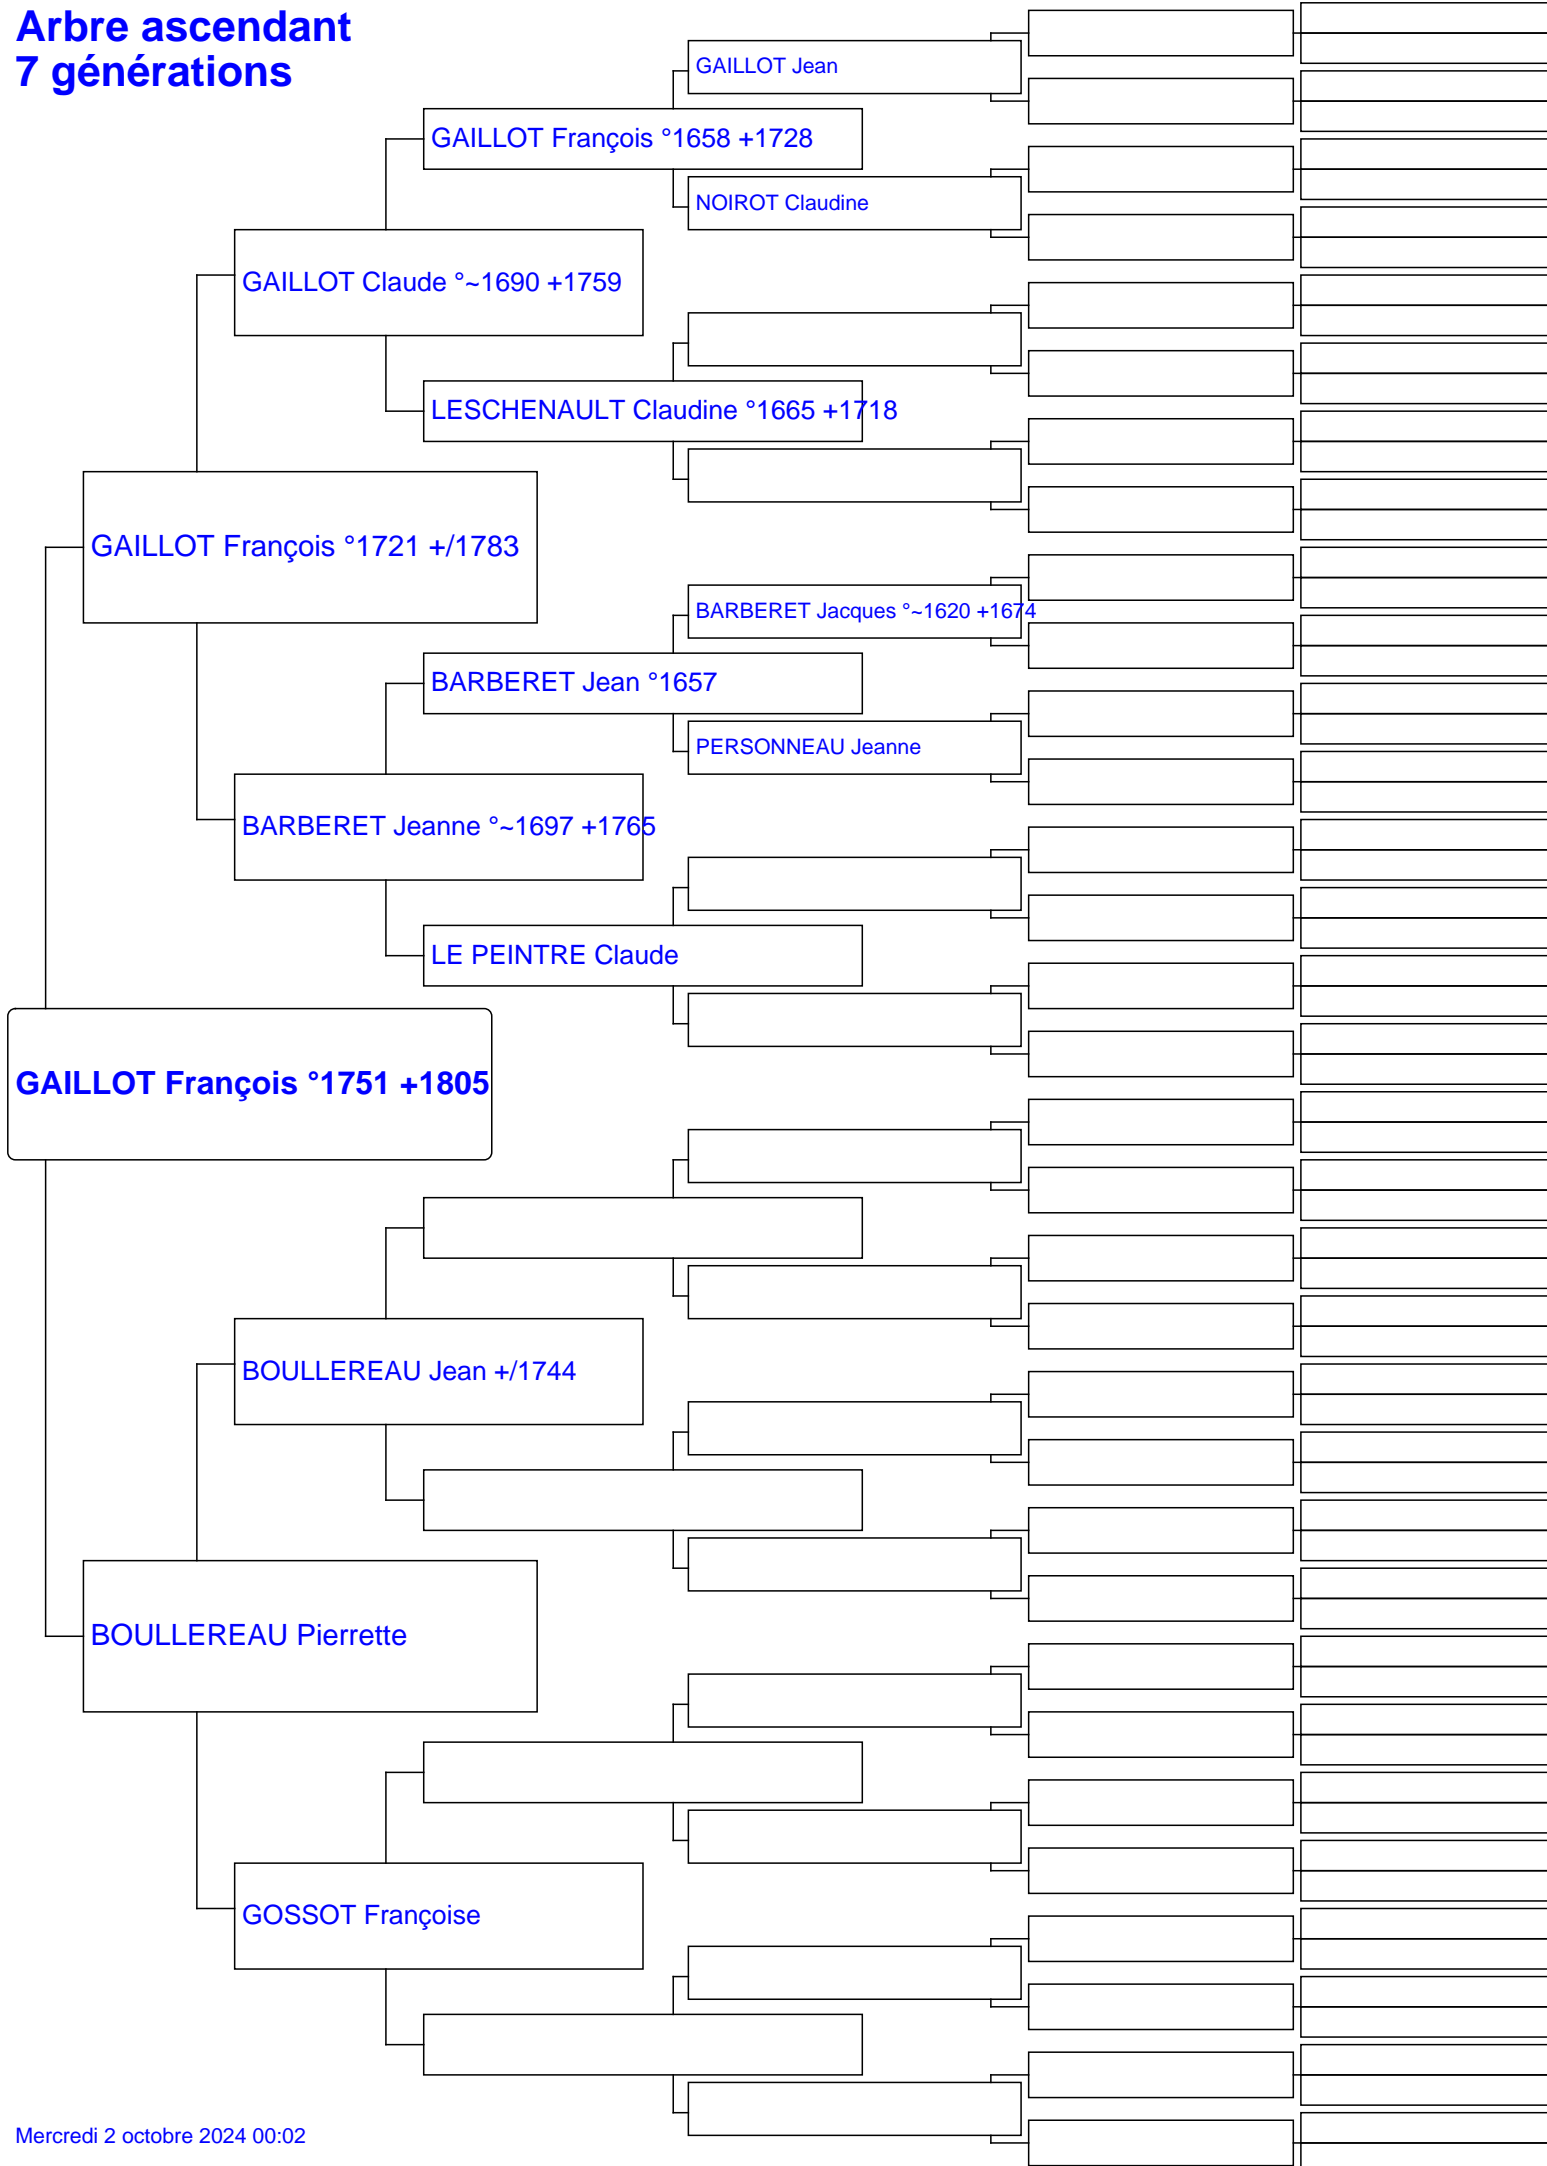 Arbre ascendant
7 générations
GAILLOT Jean
GAILLOT François °1658 +1728
NOIROT Claudine
GAILLOT Claude °~1690 +1759
LESCHENAULT Claudine °1665 +1718
GAILLOT François °1721 +/1783
BARBERET Jacques °~1620 +1674
BARBERET Jean °1657
PERSONNEAU Jeanne
BARBERET Jeanne °~1697 +1765
LE PEINTRE Claude
GAILLOT François °1751 +1805
BOULLEREAU Jean +/1744
BOULLEREAU Pierrette
GOSSOT Françoise
Mercredi 2 octobre 2024 00:02